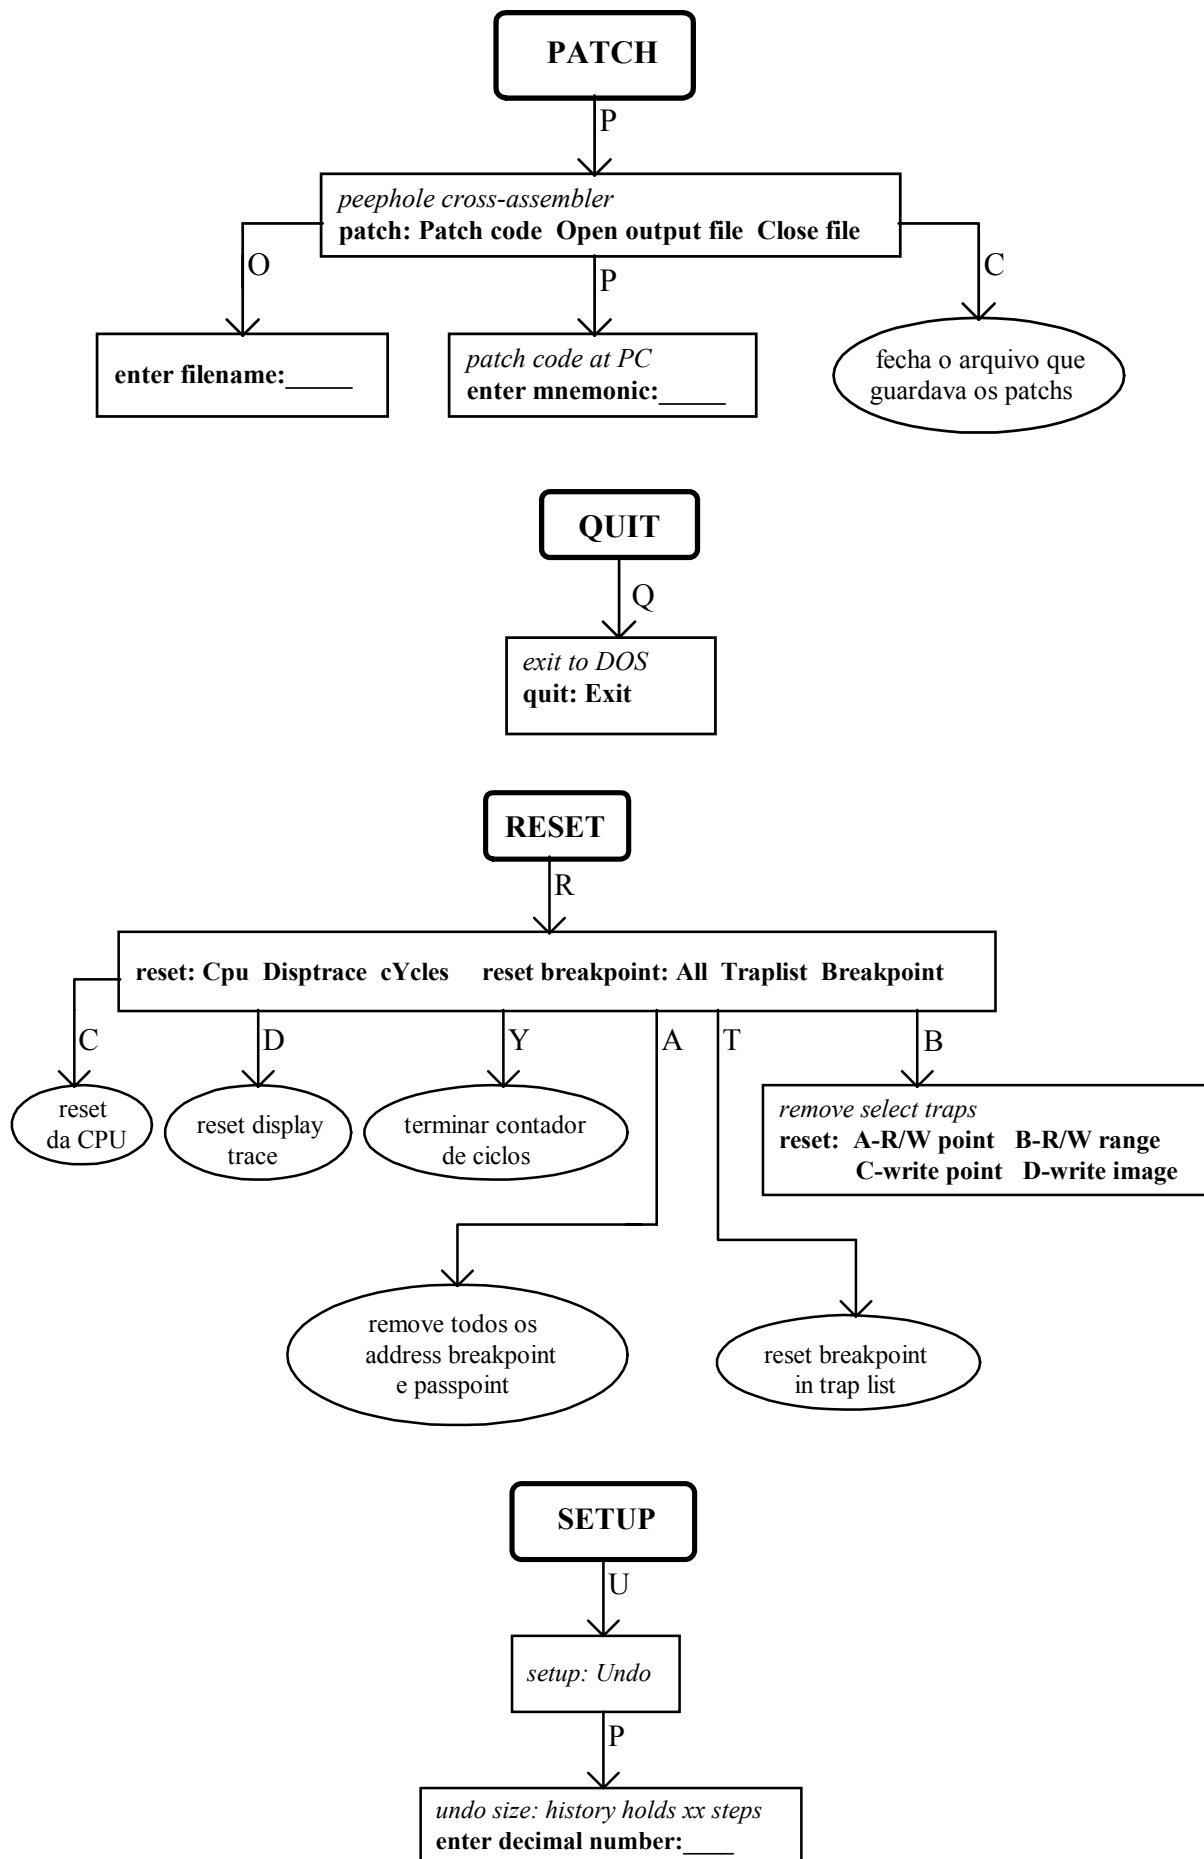 PATCH
P
peephole cross-assembler
patch: Patch code Open output file Close file
O
P
C
enter filename:_____
patch code at PC
enter mnemonic:_____
fecha o arquivo que
guardava os patchs
QUIT
Q
exit to DOS
quit: Exit
RESET
R
reset: Cpu Disptrace cYcles reset breakpoint: All Traplist Breakpoint
C
D
Y
A
T
B
reset
da CPU
reset display
trace
terminar contador
de ciclos
remove select traps
reset: A-R/W point B-R/W range
C-write point D-write image
remove todos os
address breakpoint
e passpoint
reset breakpoint
in trap list
SETUP
U
setup: Undo
P
undo size: history holds xx steps
enter decimal number:____